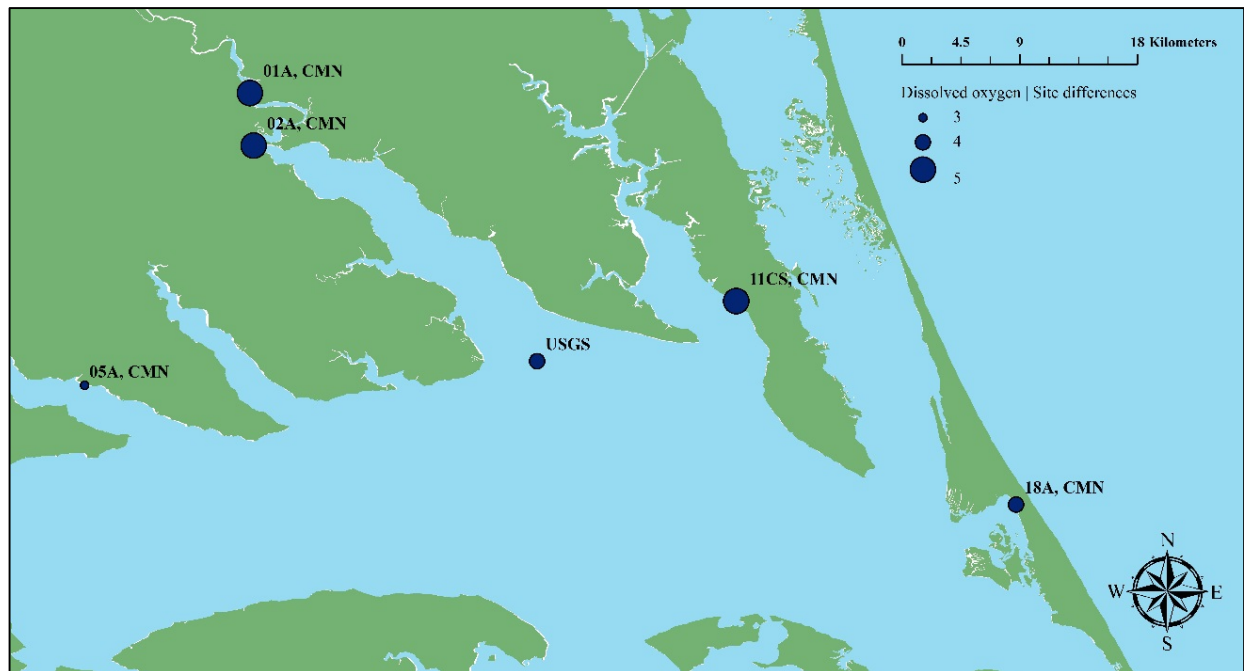 01A, CMN
02A, CMN
0 4.5 9 18 Kilometers
Dissolved oxygen | Site differences
3
4
5
11CS, CMN
USGS
05A, CMN
18A, CMN
N
W E
S